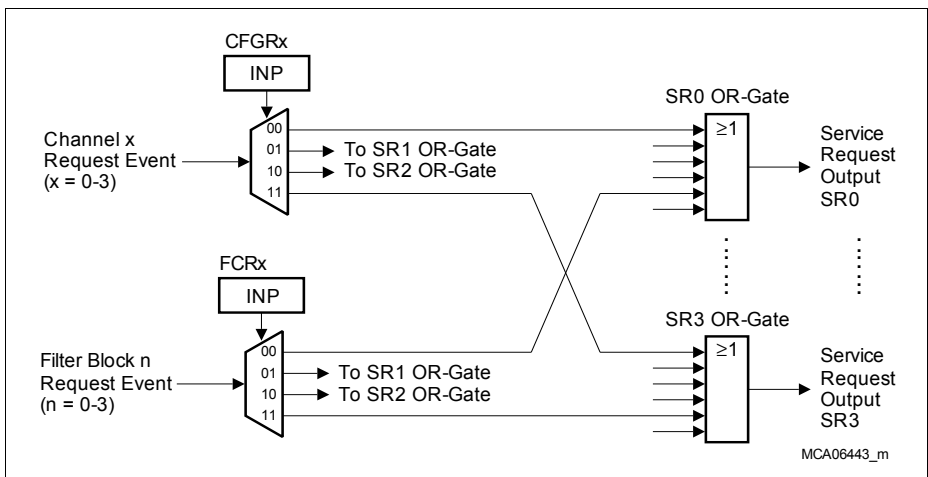 CFGRx
INP
Channel x
Request Event
(x = 0-3)
00
01
10
11
To SR1 OR-Gate
To SR2 OR-Gate
SR0 OR-Gate
≥1
Service
Request
Output
SR0
FCRx
INP
Filter Block n
Request Event
(n = 0-3)
00
01
10
11
To SR1 OR-Gate
To SR2 OR-Gate
SR3 OR-Gate
≥1
Service
Request
Output
SR3
MCA06443_m